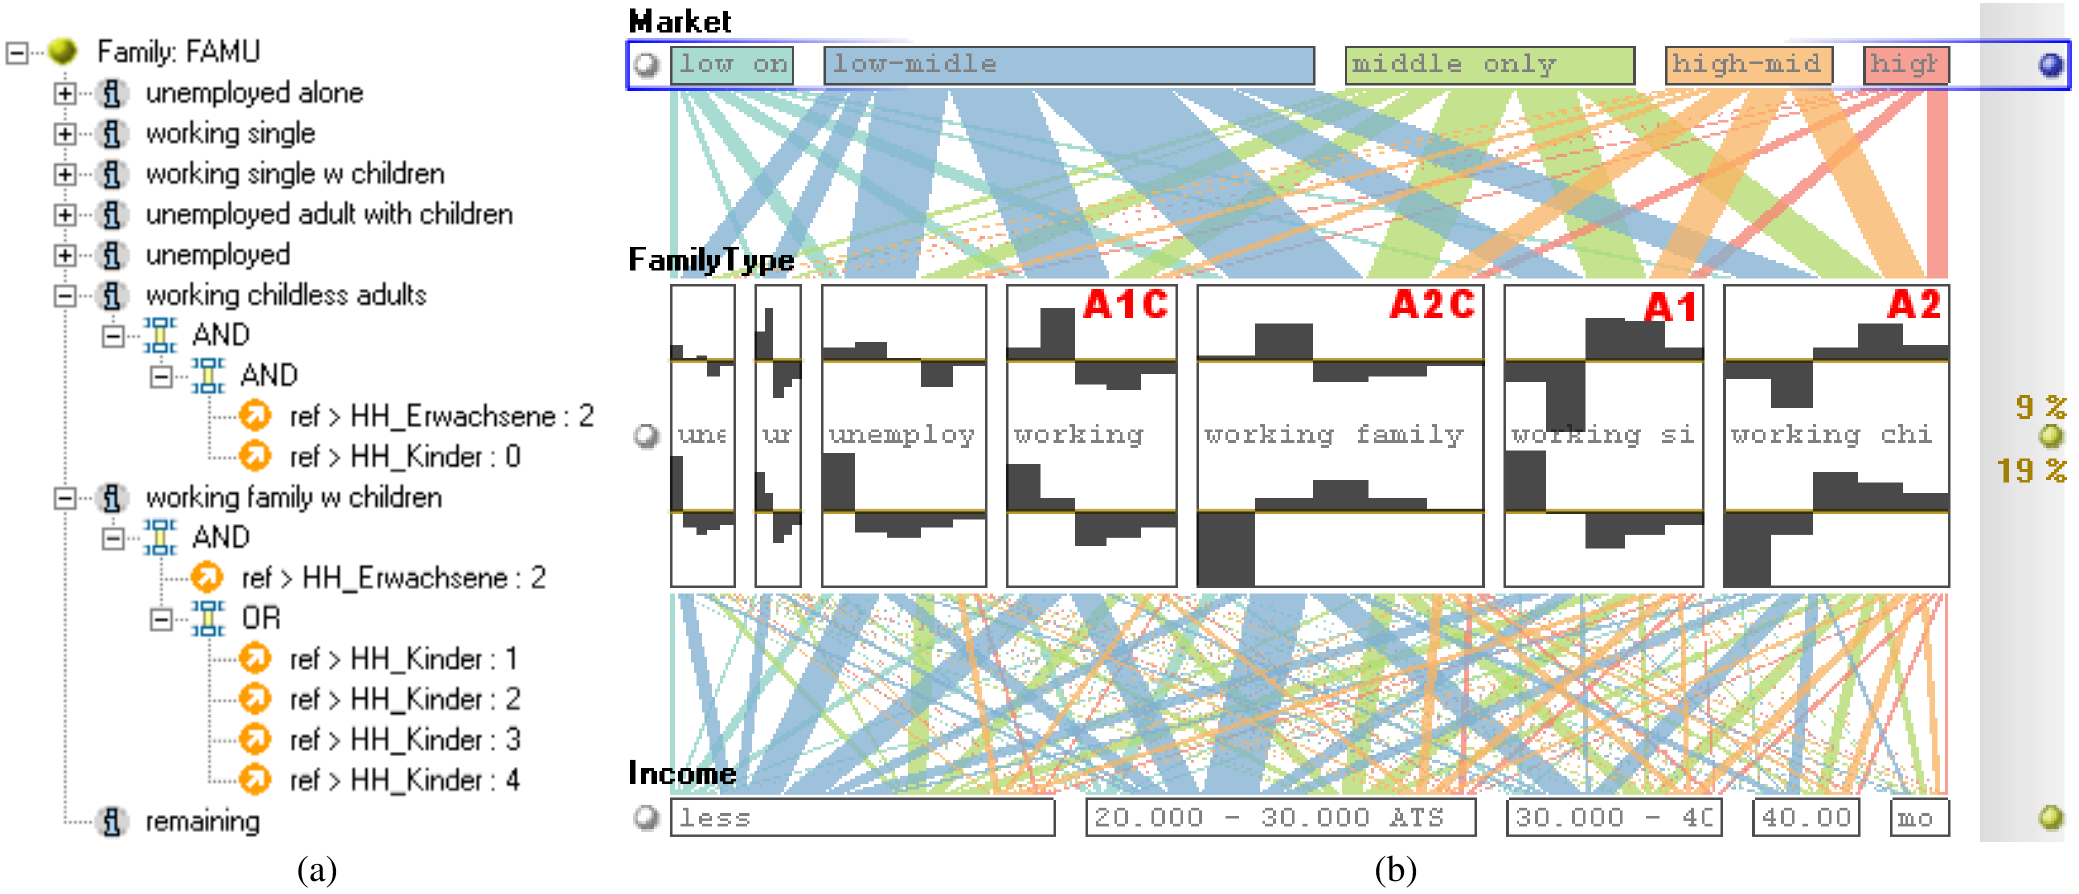 Family: FAMU
unemployed alone
working single
working single w children
unemployed adult with children
unemployed
working childless adults
AND
AND
ref > HH_Erwachsene : 2
ref > HH_Kinder : 0
working family w children
AND
ref > HH_Erwachsene : 2
OR
ref > HH_Kinder : 1
ref > HH_Kinder : 2
ref > HH_Kinder : 3
ref > HH_Kinder : 4
remaining
(a)
Market
low on low-midle middle only high-mid high
FamilyType
A1C A2C A1 A2
une ur unemploy working working family working si working chi
9 %
19 %
Income
less 20.000 - 30.000 ATS 30.000 - 40 40.00 mo
(b)